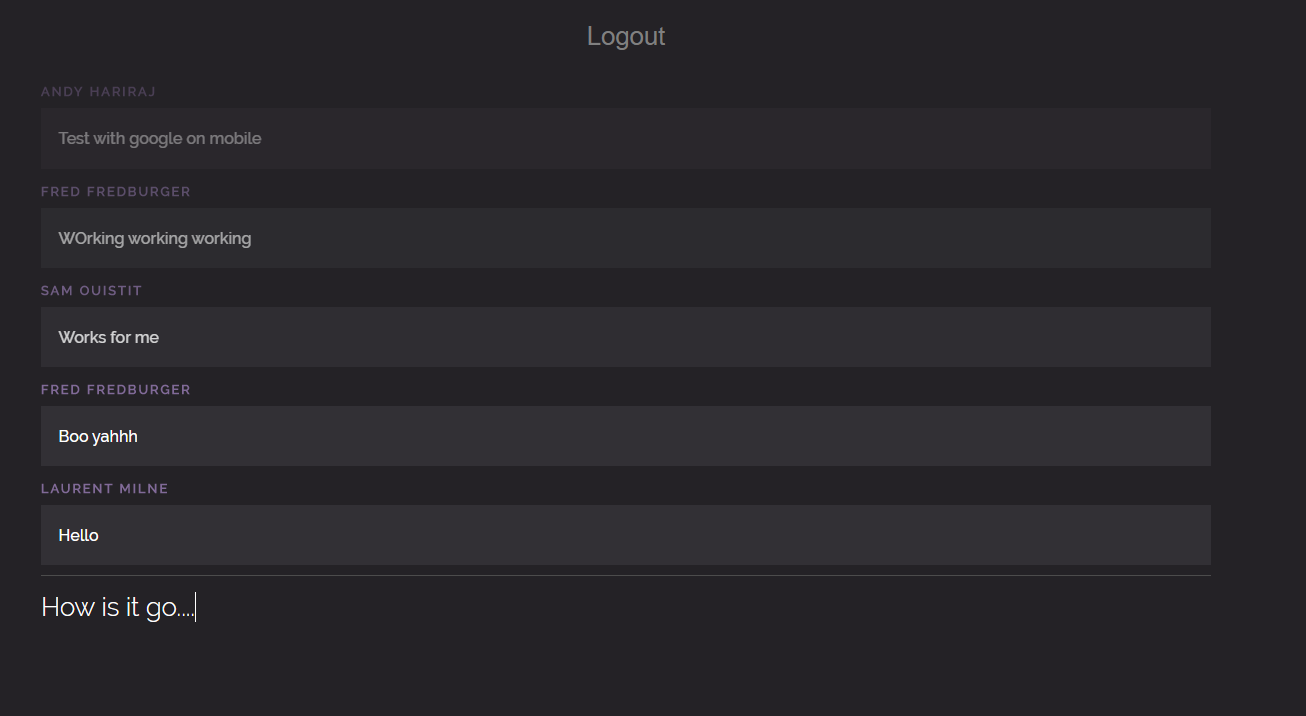 Logout
ANDY HARIRAJ
Test with google on mobile
FRED FREDBURGER
WOrking working working
SAM OUISTIT
Works for me
FRED FREDBURGER
Boo yahhh
LAURENT MILNE
Hello
How is it go....